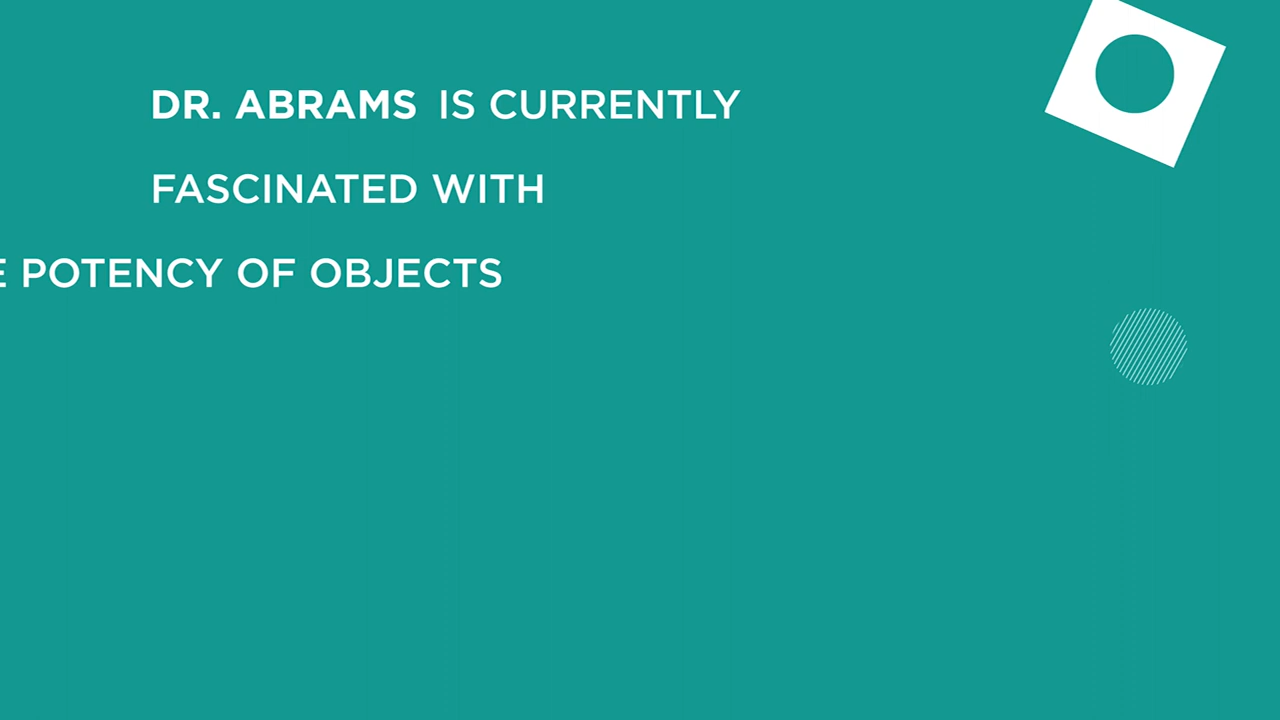 DR. ABRAMS IS CURRENTLY
FASCINATED WITH
POTENCY OF OBJECTS